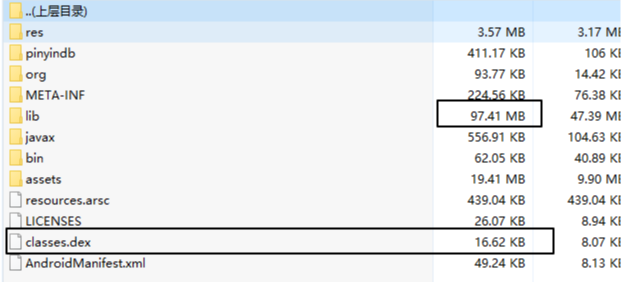 ..(上层目录)
res 3.57 MB 3.17 M
pinyindb 411.17 KB 106 K
org 93.77 KB 14.42 K
META-INF 224.56 KB 76.38 K
lib 97.41 MB 47.39 M
javax 556.91 KB 104.63 K
bin 62.05 KB 40.89 K
assets 19.41 MB 9.90 M
resources.arsc 439.04 KB 439.04 K
LICENSES 26.07 KB 8.94 K
classes.dex 16.62 KB 8.07 K
AndroidManifest.xml 49.24 KB 8.13 K